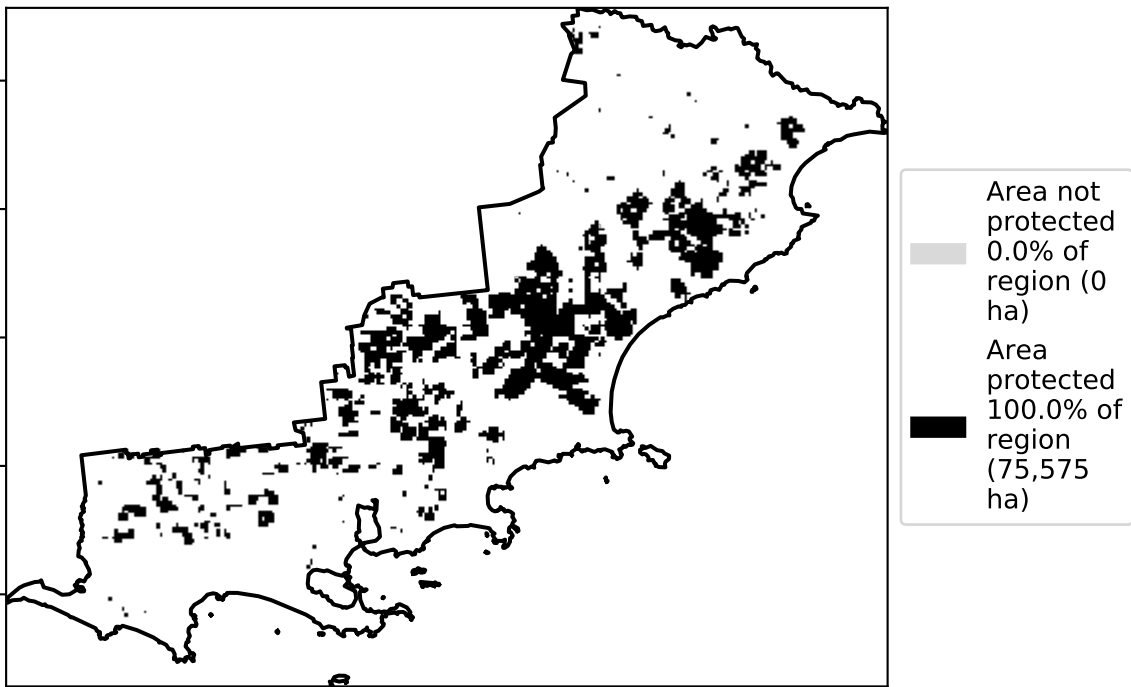 Area not
protected
0.0% of
region (0
ha)
Area
protected
100.0% of
region
(75,575
ha)